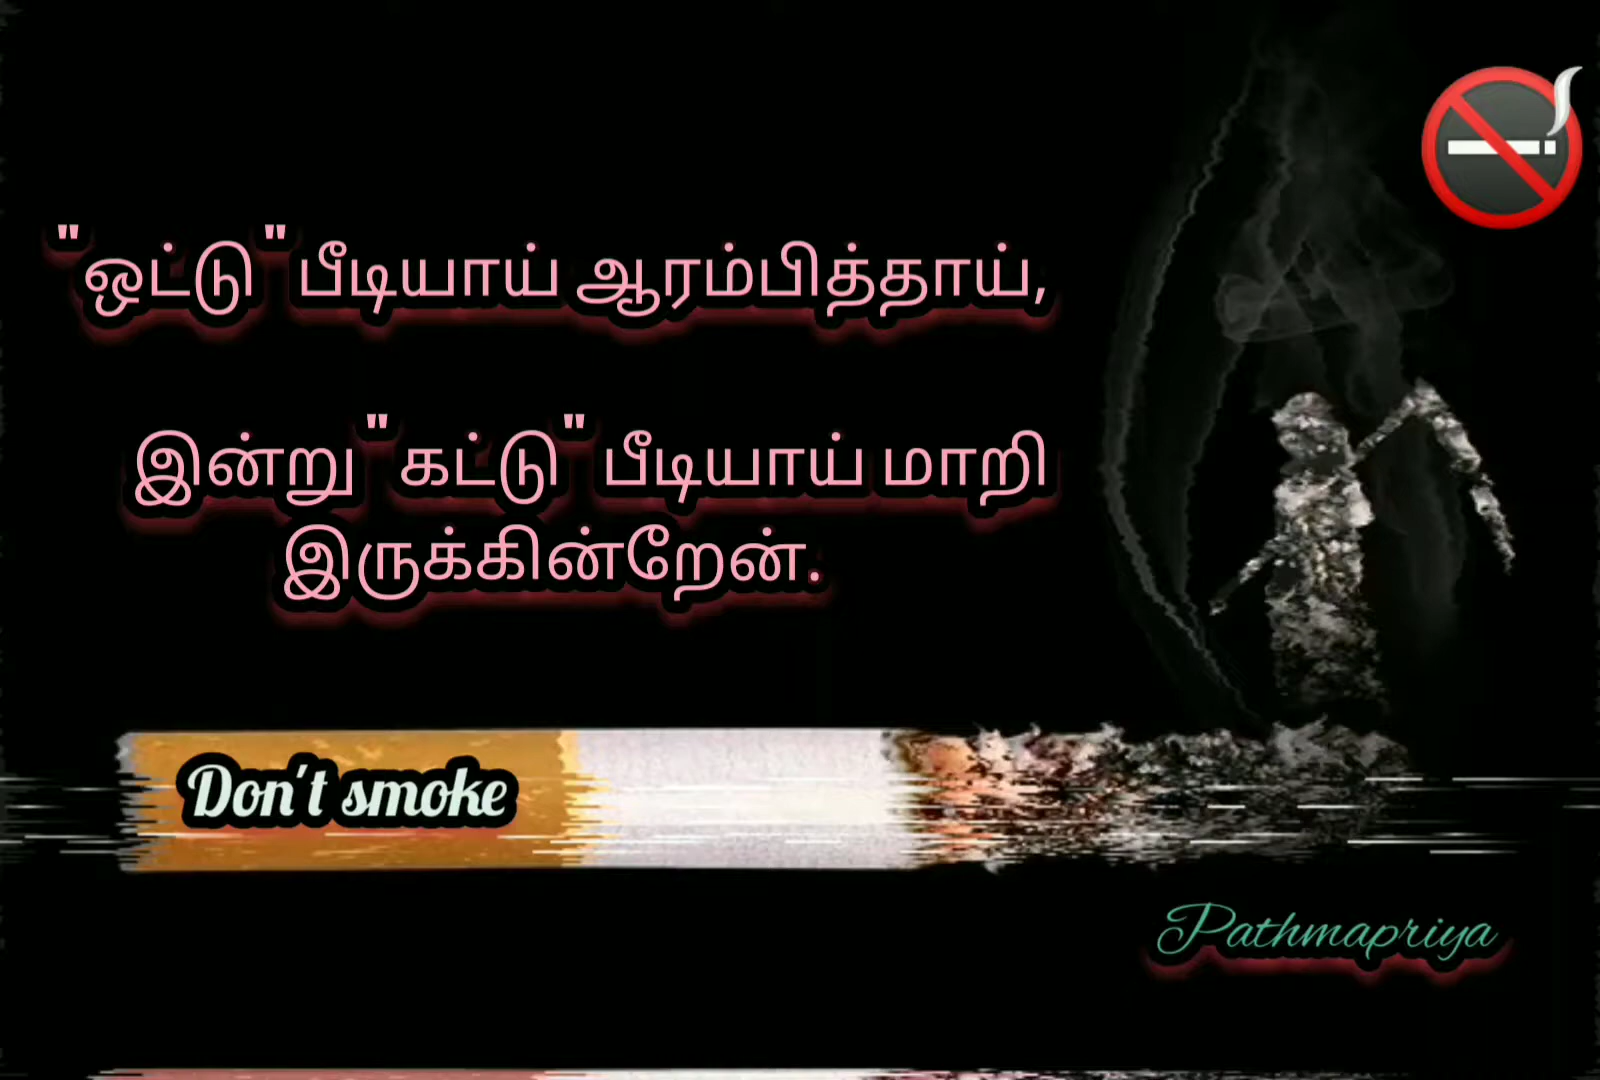 "ஒட்டு" பீடியாய் ஆரம்பித்தாய்,
இன்று "கட்டு" பீடியாய் மாறி
இருக்கின்றேன்.
Don't smoke
Pathmapriya